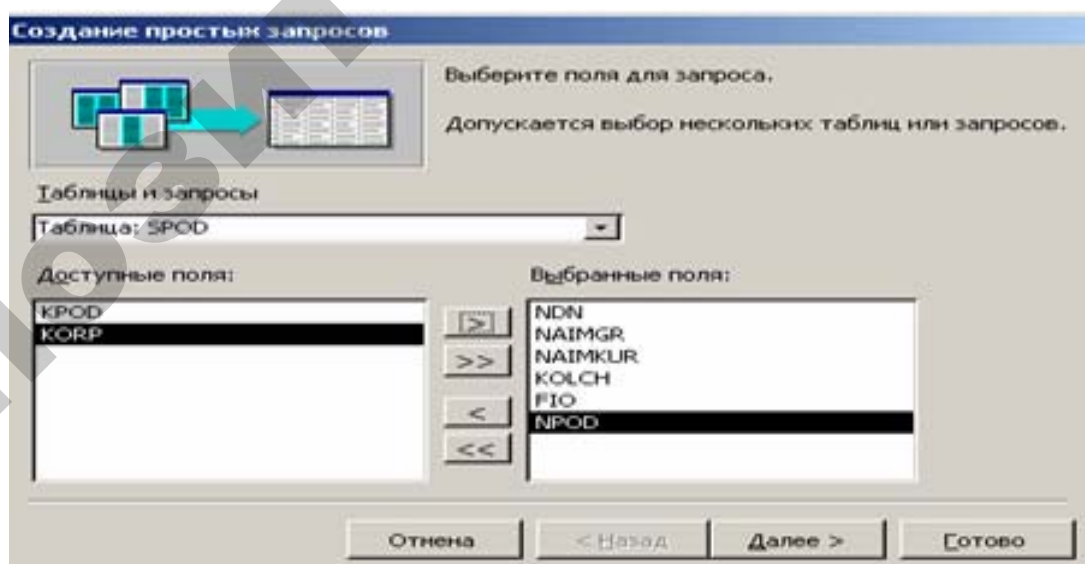 Создание простых запросов
Выберите поля для запроса.
Допускается выбор нескольких таблиц или запросов.
Таблицы и запросы
Таблица: SPOD
Доступные поля:
KPOD
KORP
>
>>
<
<<
Выбранные поля:
NDN
NAIMGR
NAIMKUR
KOLCH
FIO
NPOD
Отмена
< Назад
Далее >
Готово